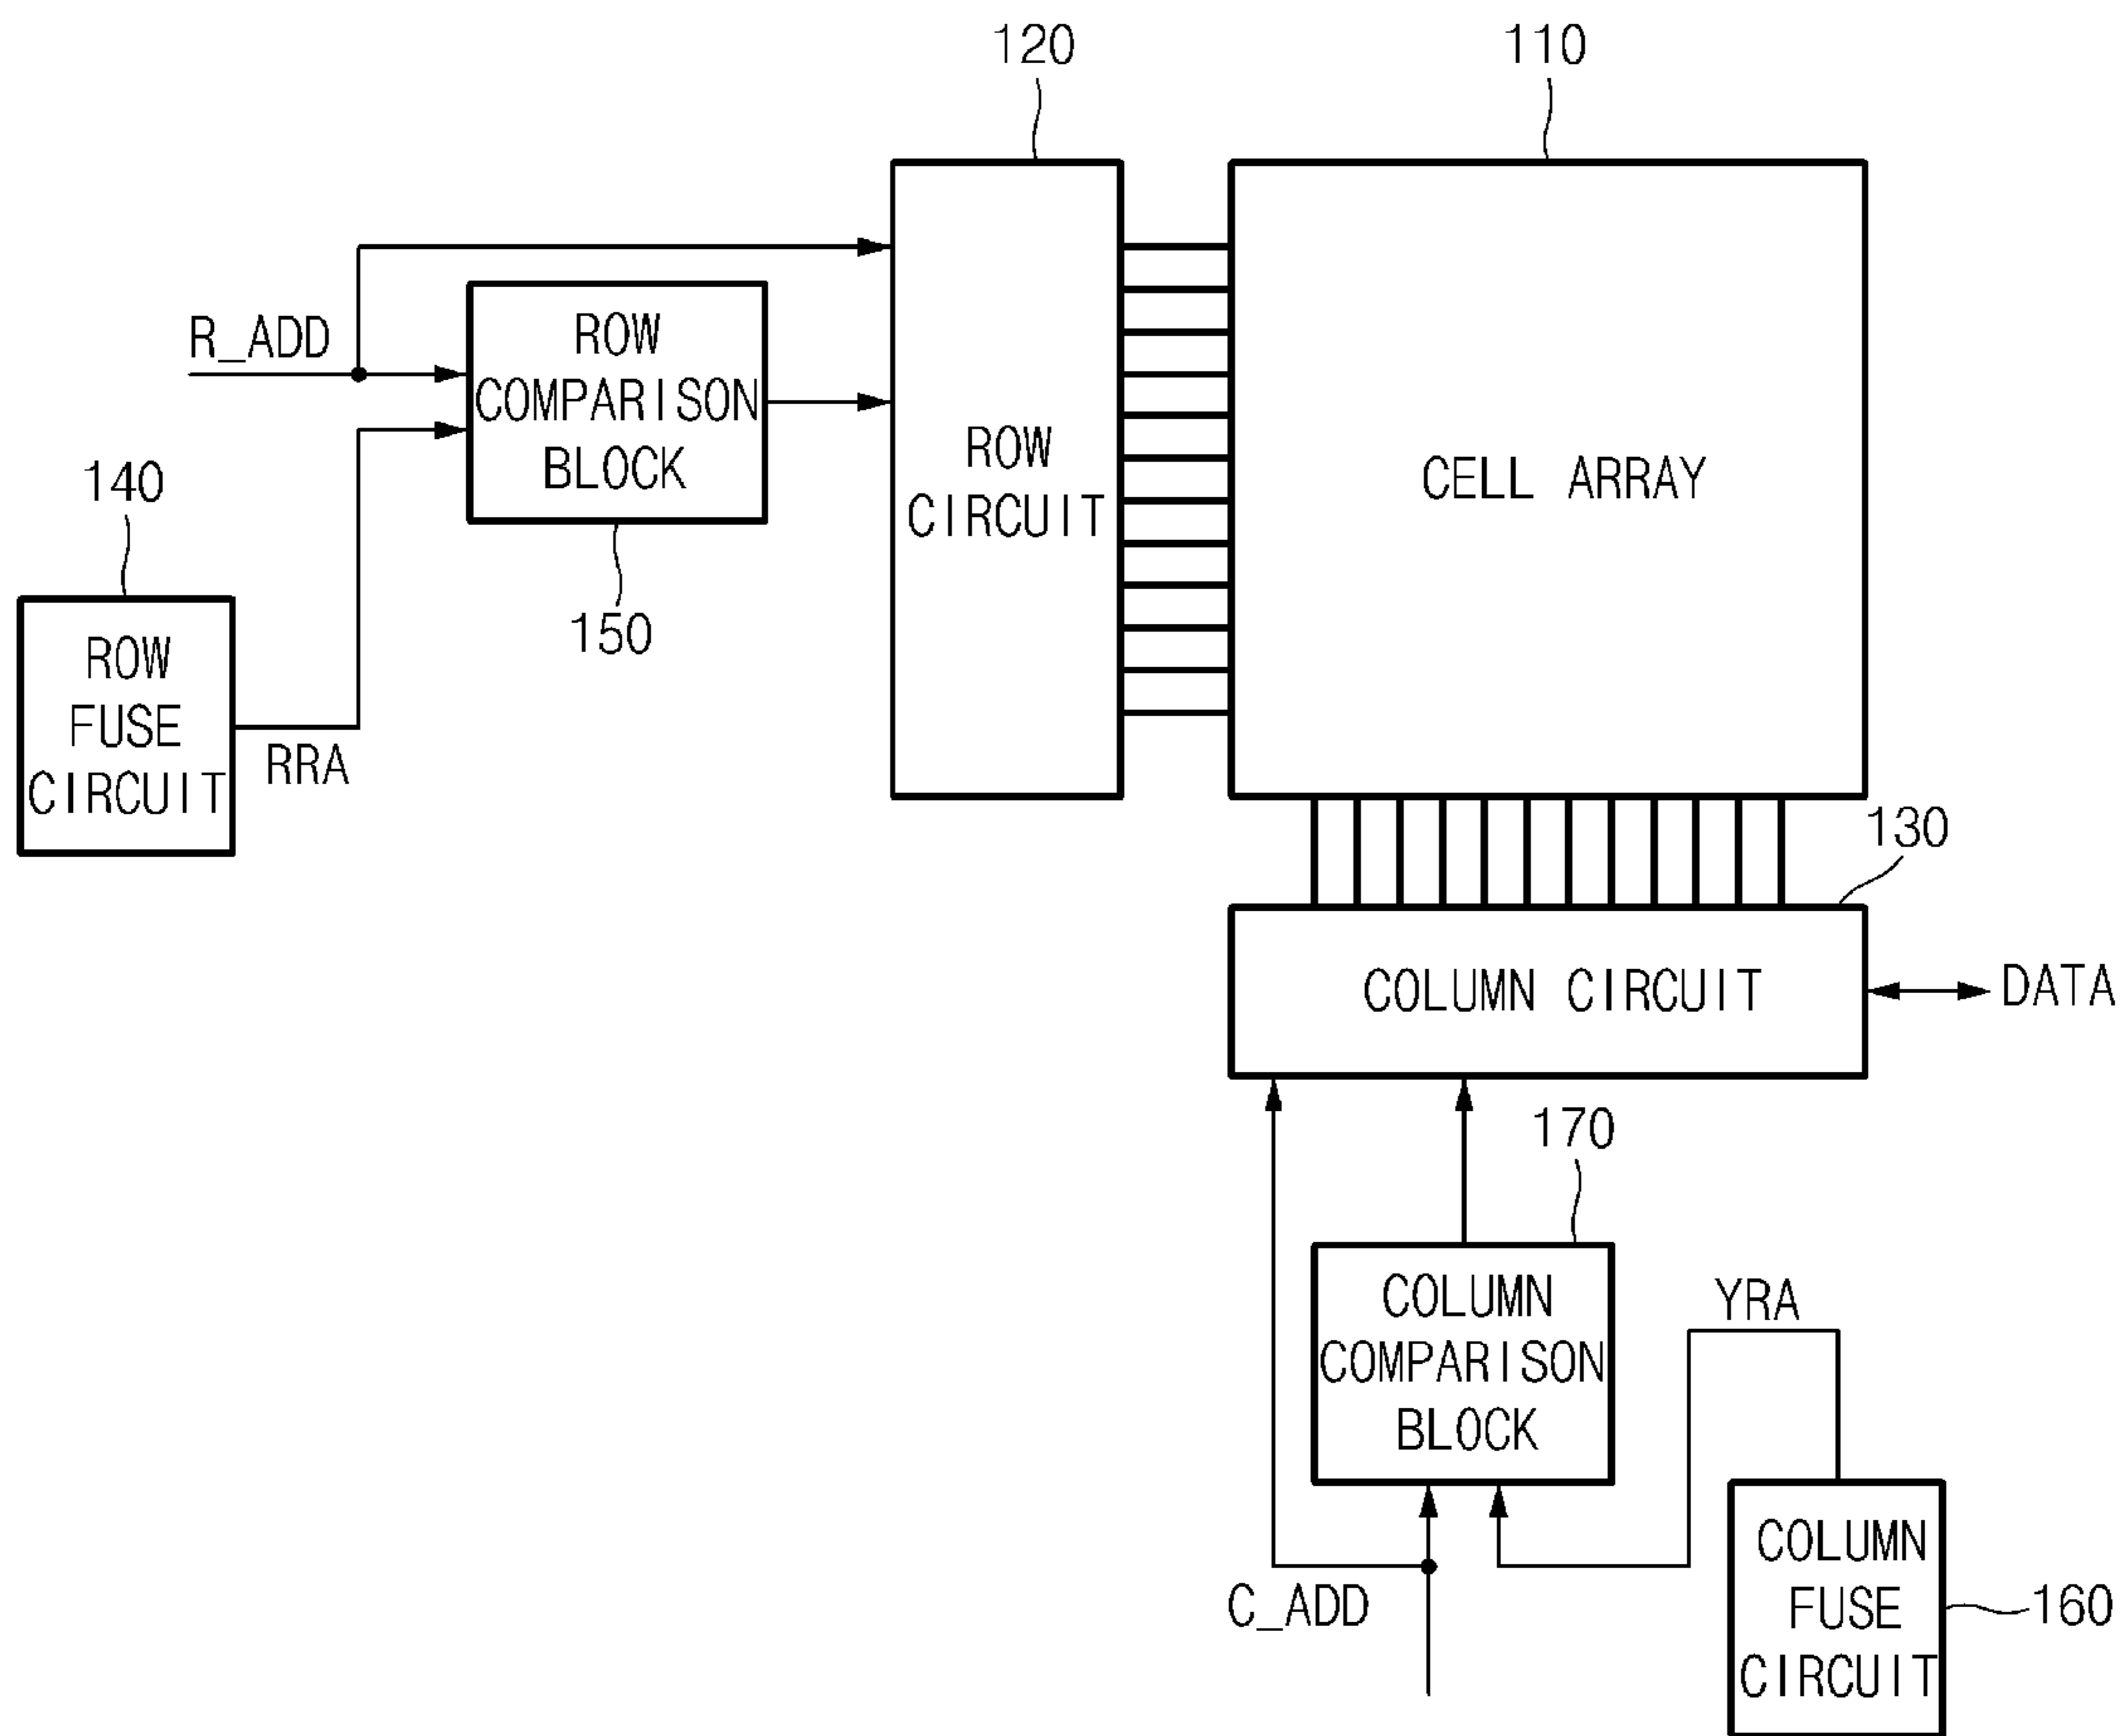 120
110
R_ADD
ROW
COMPARISON
BLOCK
150
140
ROW
FUSE
CIRCUIT
RRA
ROW
CIRCUIT
CELL ARRAY
130
COLUMN CIRCUIT
DATA
170
COLUMN
COMPARISON
BLOCK
YRA
C_ADD
COLUMN
FUSE
CIRCUIT
160